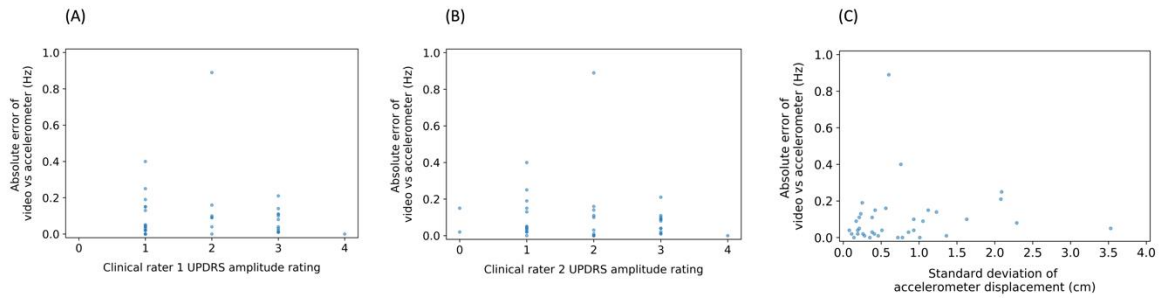 (A)
Absolute error of
video vs accelerometer (Hz)
1.0
0.8
0.6
0.4
0.2
0.0
0
1
2
3
4
Clinical rater 1 UPDRS amplitude rating
(B)
Absolute error of
video vs accelerometer (Hz)
1.0
0.8
0.6
0.4
0.2
0.0
0
1
2
3
4
Clinical rater 2 UPDRS amplitude rating
(C)
Absolute error of
video vs accelerometer (Hz)
1.0
0.8
0.6
0.4
0.2
0.0
0.0
0.5
1.0
1.5
2.0
2.5
3.0
3.5
4.0
Standard deviation of
accelerometer displacement (cm)